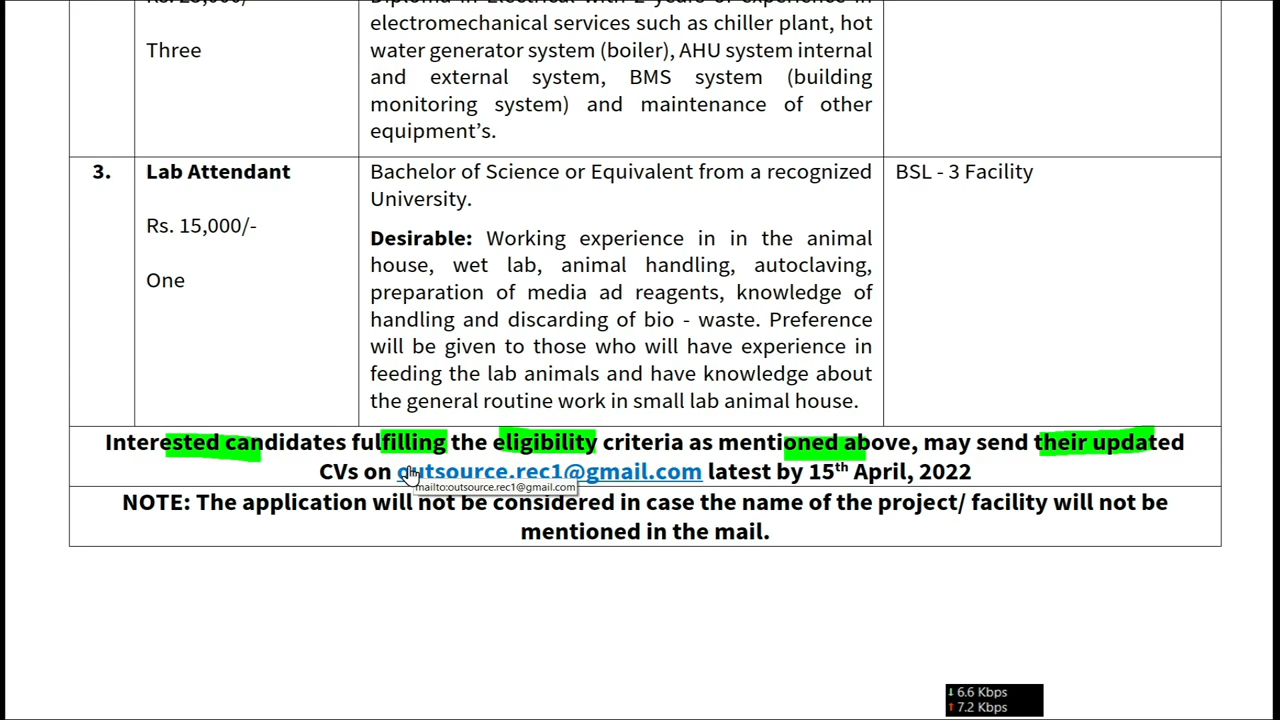 Three
electromechanical services such as chiller plant, hot
water generator system (boiler), AHU system internal
and external system, BMS system (building
monitoring system) and maintenance of other
equipment’s.
3.
Lab Attendant
Rs. 15,000/-
One
Bachelor of Science or Equivalent from a recognized
University.
Desirable: Working experience in in the animal
house, wet lab, animal handling, autoclaving,
preparation of media ad reagents, knowledge of
handling and discarding of bio - waste. Preference
will be given to those who will have experience in
feeding the lab animals and have knowledge about
the general routine work in small lab animal house.
BSL - 3 Facility
Interested candidates fulfilling the eligibility criteria as mentioned above, may send their updated
CVs on outsource.rec1@gmail.com latest by 15th April, 2022
mailto:outsource.rec1@gmail.com
NOTE: The application will not be considered in case the name of the project/ facility will not be
mentioned in the mail.
↓ 6.6 Kbps
↑ 7.2 Kbps